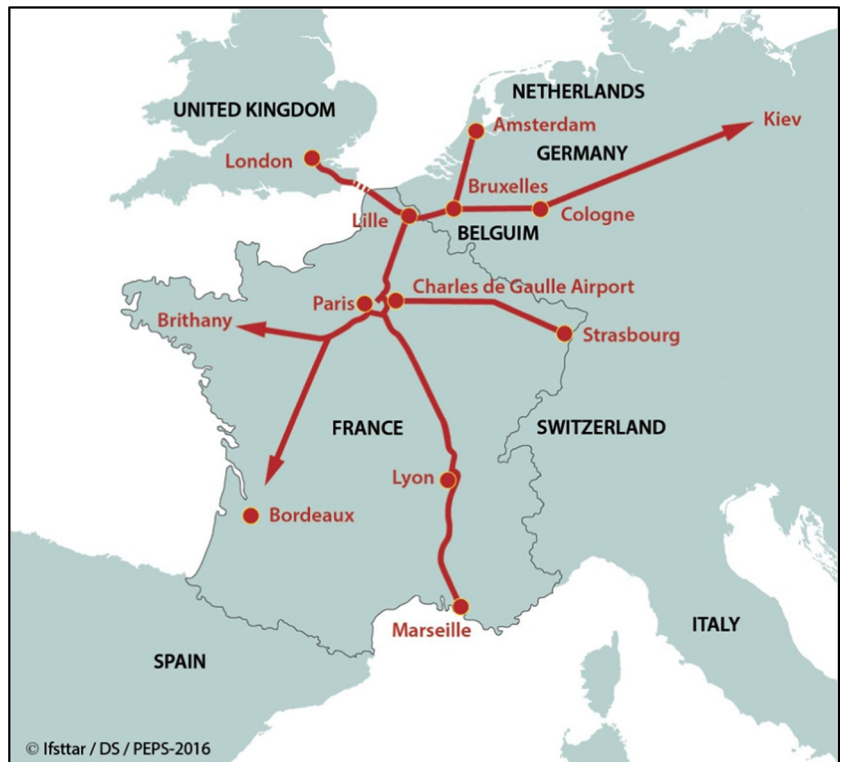 NETHERLANDS
UNITED KINGDOM
Amsterdam
Kiev
London
GERMANY
Bruxelles
Lille
Cologne
BELGUIM
Charles de Gaulle Airport
Paris
Brithany
Strasbourg
FRANCE
SWITZERLAND
Lyon
Bordeaux
Marseille
ITALY
SPAIN
© Ifsttar / DS / PEPS-2016